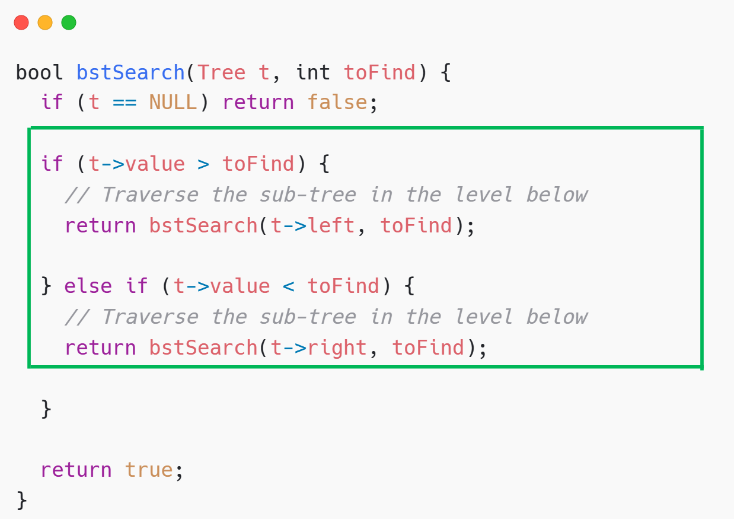 bool bstSearch(Tree t, int toFind) {
if (t == NULL) return false;
if (t->value > toFind) {
// Traverse the sub-tree in the level below
return bstSearch(t->left, toFind);
} else if (t->value < toFind) {
// Traverse the sub-tree in the level below
return bstSearch(t->right, toFind);
}
return true;
}